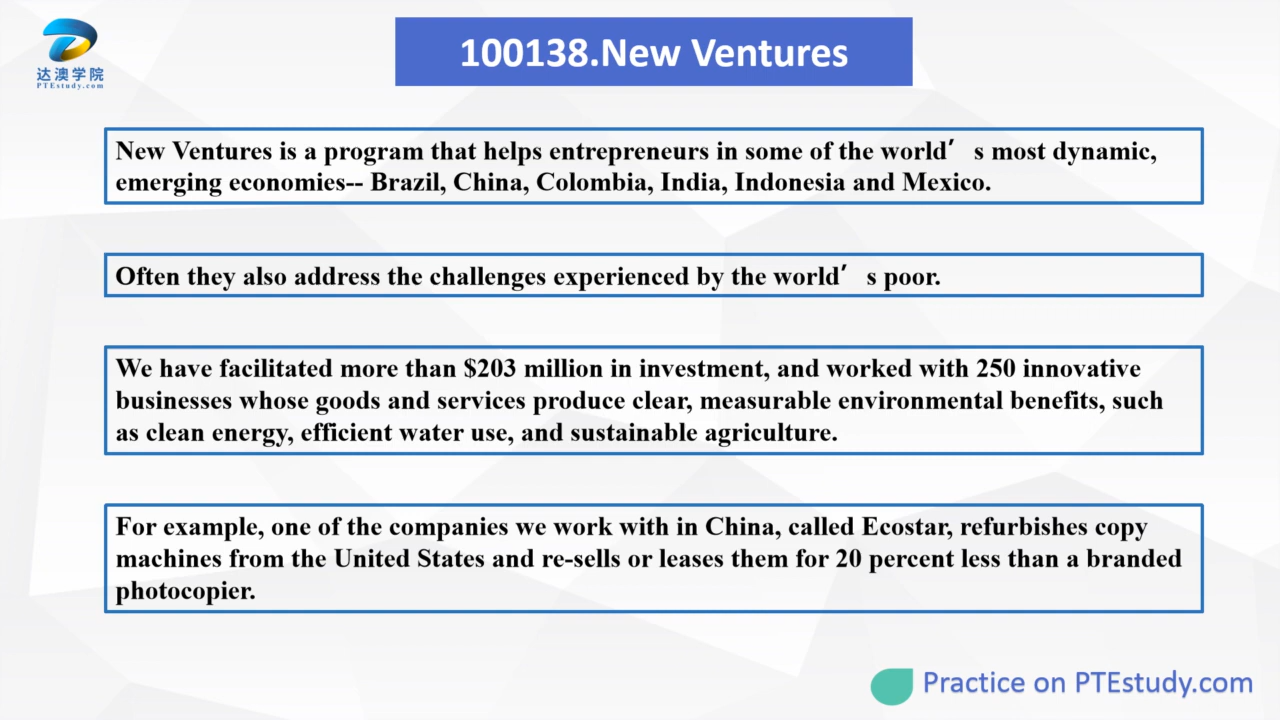 达澳学院
PTEstudy.com
100138.New Ventures
New Ventures is a program that helps entrepreneurs in some of the world’ s most dynamic,
emerging economies-- Brazil, China, Colombia, India, Indonesia and Mexico.
Often they also address the challenges experienced by the world’ s poor.
We have facilitated more than $203 million in investment, and worked with 250 innovative
businesses whose goods and services produce clear, measurable environmental benefits, such
as clean energy, efficient water use, and sustainable agriculture.
For example, one of the companies we work with in China, called Ecostar, refurbishes copy
machines from the United States and re-sells or leases them for 20 percent less than a branded
photocopier.
Practice on PTEstudy.com